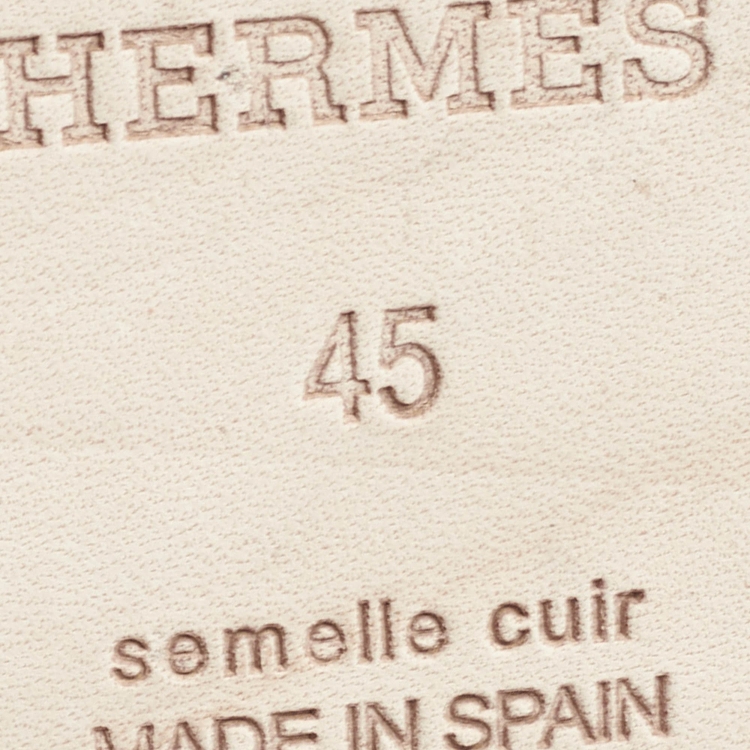 HERMES
45
semelle cuir
MADE IN SPAIN